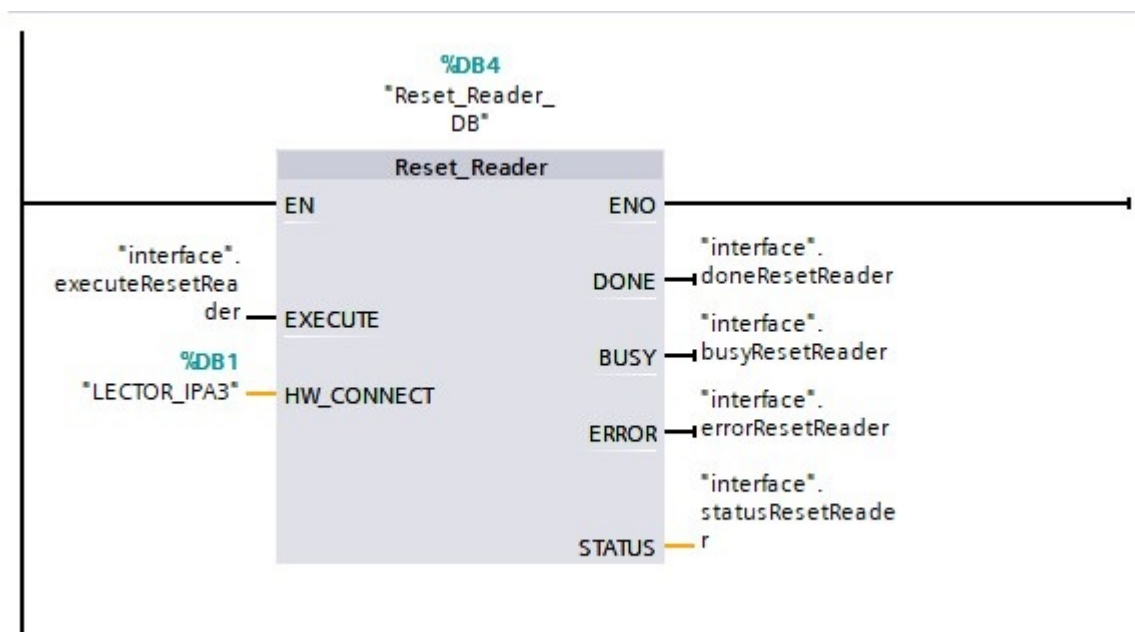 %DB4
"Reset_Reader_
DB"
Reset_Reader
EN
ENO
"interface".
executeResetRea
der
EXECUTE
%DB1
"LECTOR_IPA3"
HW_CONNECT
DONE
"interface".
doneResetReader
BUSY
"interface".
busyResetReader
ERROR
"interface".
errorResetReader
STATUS
"interface".
statusResetReade
r